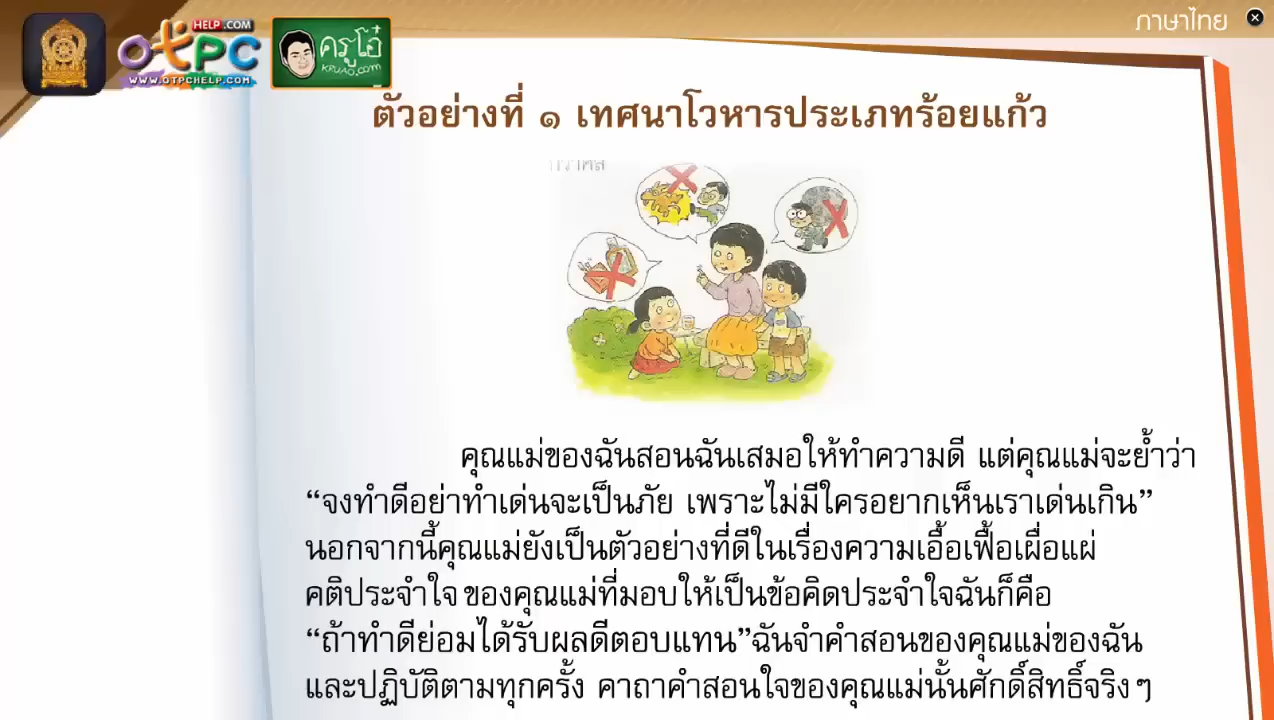 ภาษาไทย
HELP.COM
OTPC
WWW.OTPCHELP.COM
ครูโอ๋
KRUAO.COM
ตัวอย่างที่ ๑ เทศนาโวหารประเภทร้อยแก้ว
คุณแม่ของฉันสอนฉันเสมอให้ทำความดี แต่คุณแม่จะย้ำว่า
“จงทำดีอย่าทำเด่นจะเป็นภัย เพราะไม่มีใครอยากเห็นเราเด่นเกิน”
นอกจากนี้คุณแม่ยังเป็นตัวอย่างที่ดีในเรื่องความเอื้อเฟื้อเผื่อแผ่
คติประจำใจ ของคุณแม่ที่มอบให้เป็นข้อคิดประจำใจฉันก็คือ
“ถ้าทำดีย่อมได้รับผลดีตอบแทน”ฉันจำคำสอนของคุณแม่ของฉัน
และปฏิบัติตามทุกครั้ง คาถาคำสอนใจของคุณแม่นั้นศักดิ์สิทธิ์จริงๆ